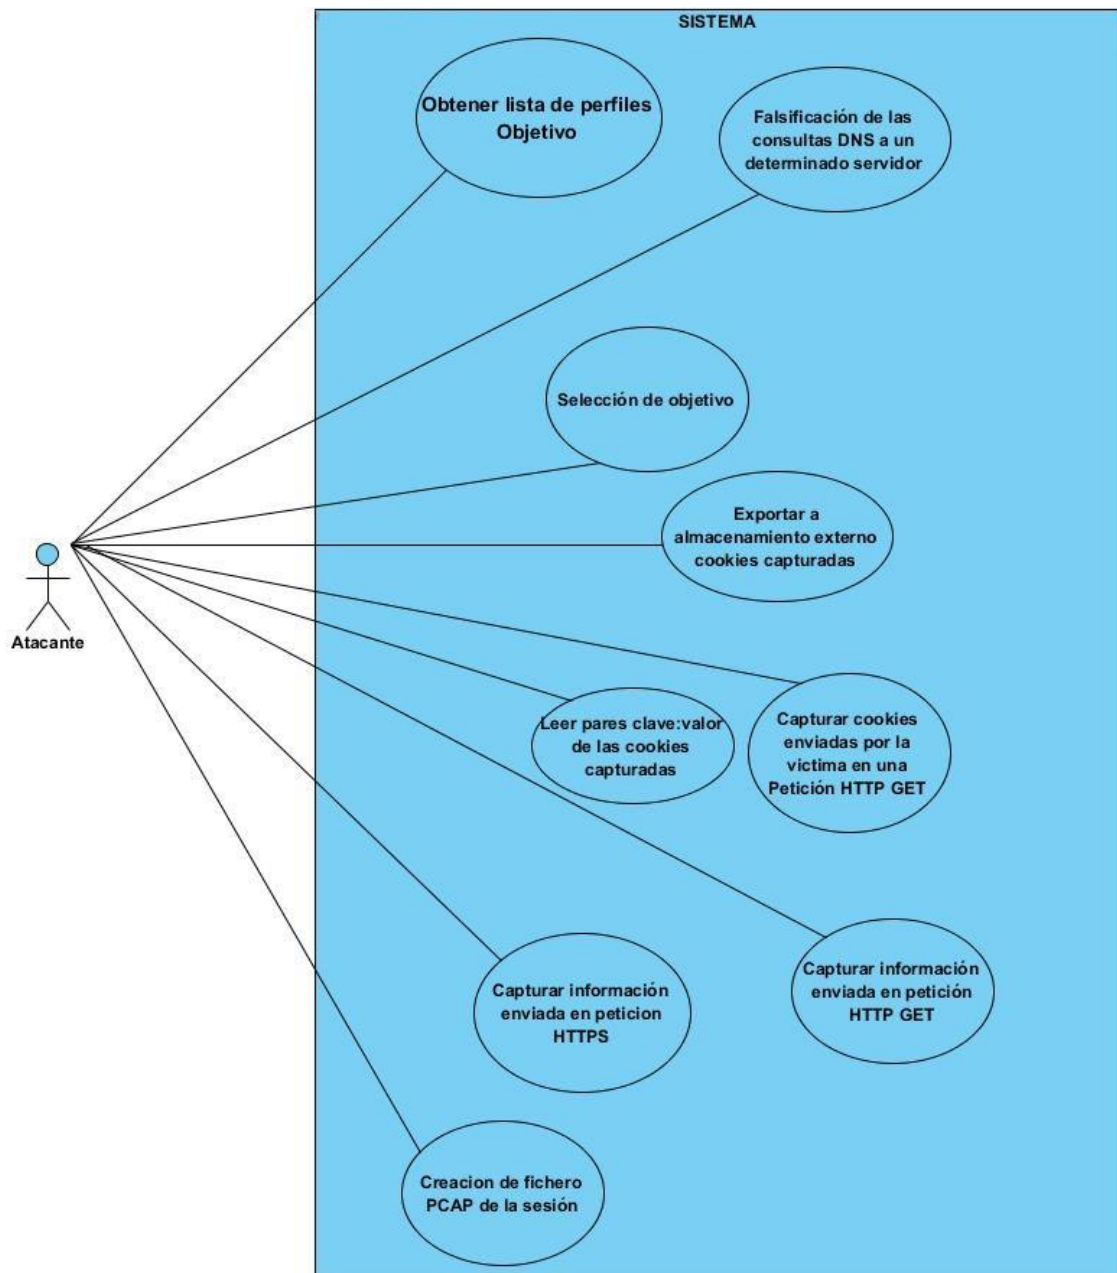 SISTEMA
Obtener lista de perfiles
Objetivo
Falsificación de las
consultas DNS a un
determinado servidor
Selección de objetivo
Exportar a
almacenamiento externo
cookies capturadas
Atacante
Leer pares clave:valor
de las cookies
capturadas
Capturar cookies
enviadas por la
victima en una
Petición HTTP GET
Capturar información
enviada en peticion
HTTPS
Capturar información
enviada en petición
HTTP GET
Creacion de fichero
PCAP de la sesión